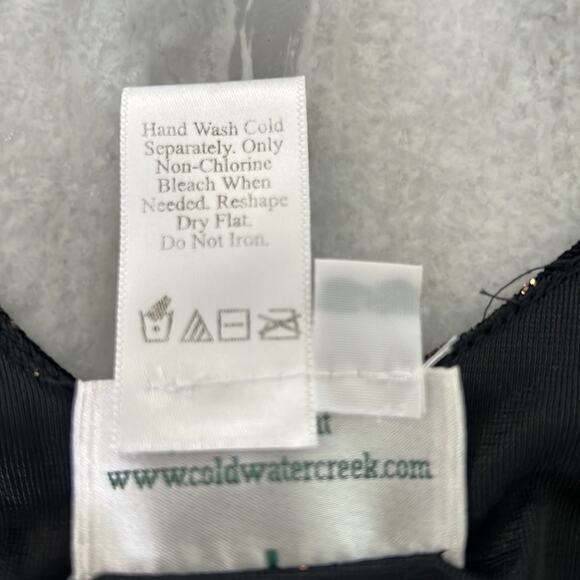 Hand Wash Cold
Separately. Only
Non-Chlorine
Bleach When
Needed. Reshape
Dry Flat.
Do Not Iron.
www.coldwatercreek.com